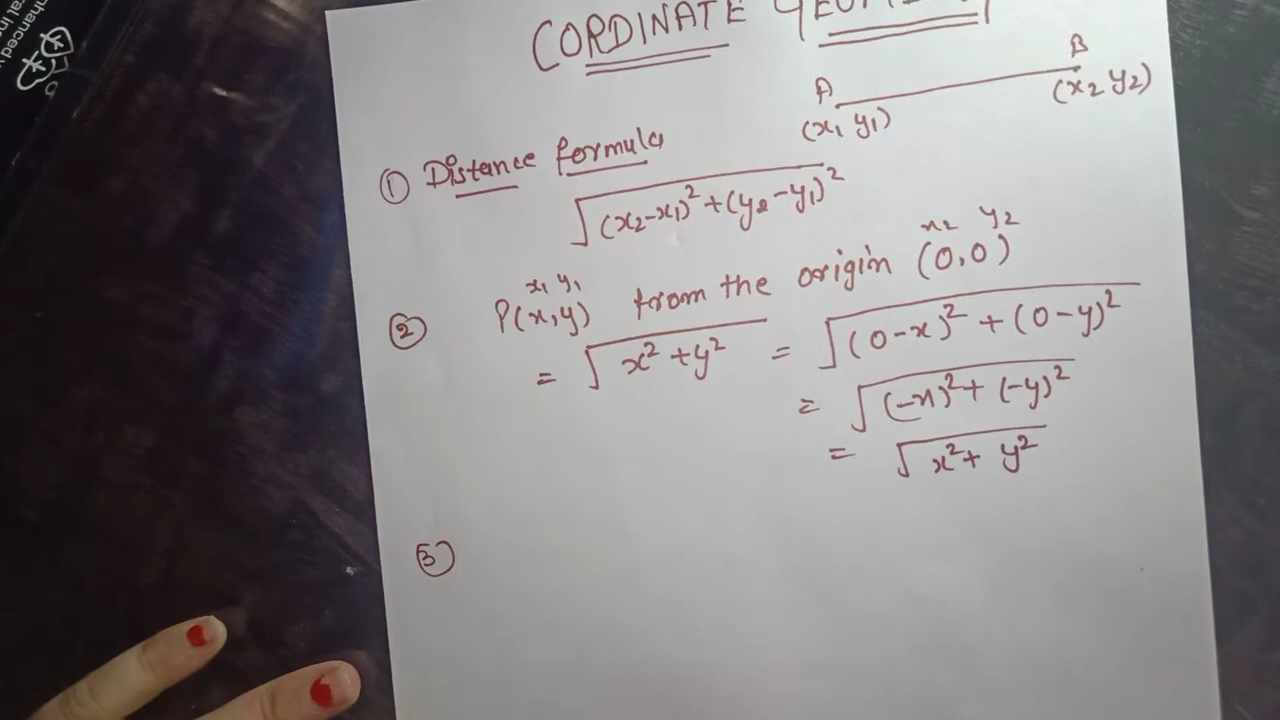 CORDINATE
A
B
(x₁ y₁)
(x₂ y₂)
① Distance formula
√(x₂-x₁)² + (y₂-y₁)²
x₁ y₁ x₂ y₂
② P(x,y) from the origin (0,0)
= √x² + y² = √(0-x)² + (0-y)²
= √(-x)² + (-y)²
= √x² + y²
③